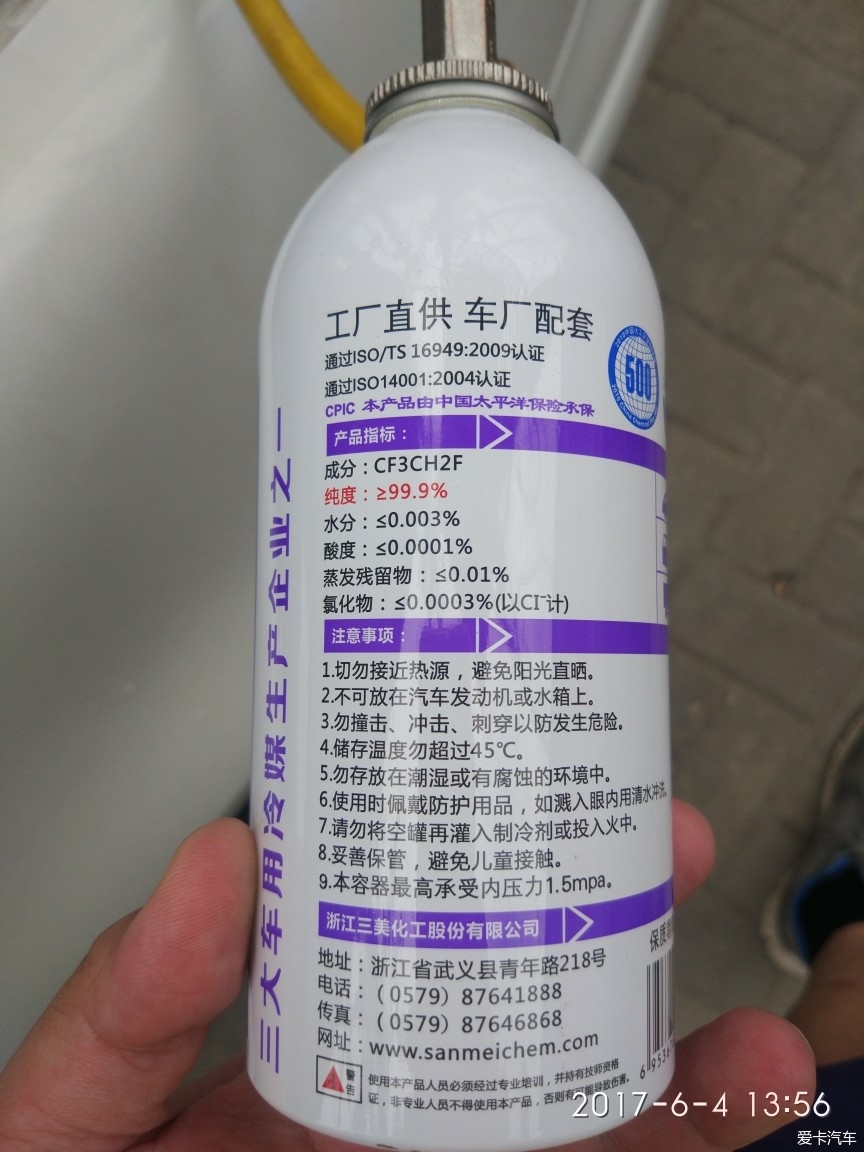 工厂直供 车厂配套
通过ISO/TS 16949:2009认证
通过ISO14001:2004认证
CPIC 本产品由中国太平洋保险承保
500
产品指标：
成分：CF3CH2F
纯度：≥99.9%
水分：≤0.003%
酸度：≤0.0001%
蒸发残留物：≤0.01%
氯化物：≤0.0003%(以CI⁻计)
注意事项：
1.切勿接近热源，避免阳光直晒。
2.不可放在汽车发动机或水箱上。
3.勿撞击、冲击、刺穿以防发生危险。
4.储存温度勿超过45℃。
5.勿存放在潮湿或有腐蚀的环境中。
6.使用时佩戴防护用品，如溅入眼内用清水冲洗。
7.请勿将空罐再灌入制冷剂或投入火中。
8.妥善保管，避免儿童接触。
9.本容器最高承受内压力1.5mpa。
浙江三美化工股份有限公司
地址：浙江省武义县青年路218号
电话：（0579）87641888
传真：（0579）87646868
网址：www.sanmeichem.com
警告
使用本产品人员必须经过专业培训，并持有技师资格
证，非专业人员不得使用本产品，否则有可能导致伤害。
三大车用冷媒生产企业之一
保质
2017-6-4 13:56
爱卡汽车